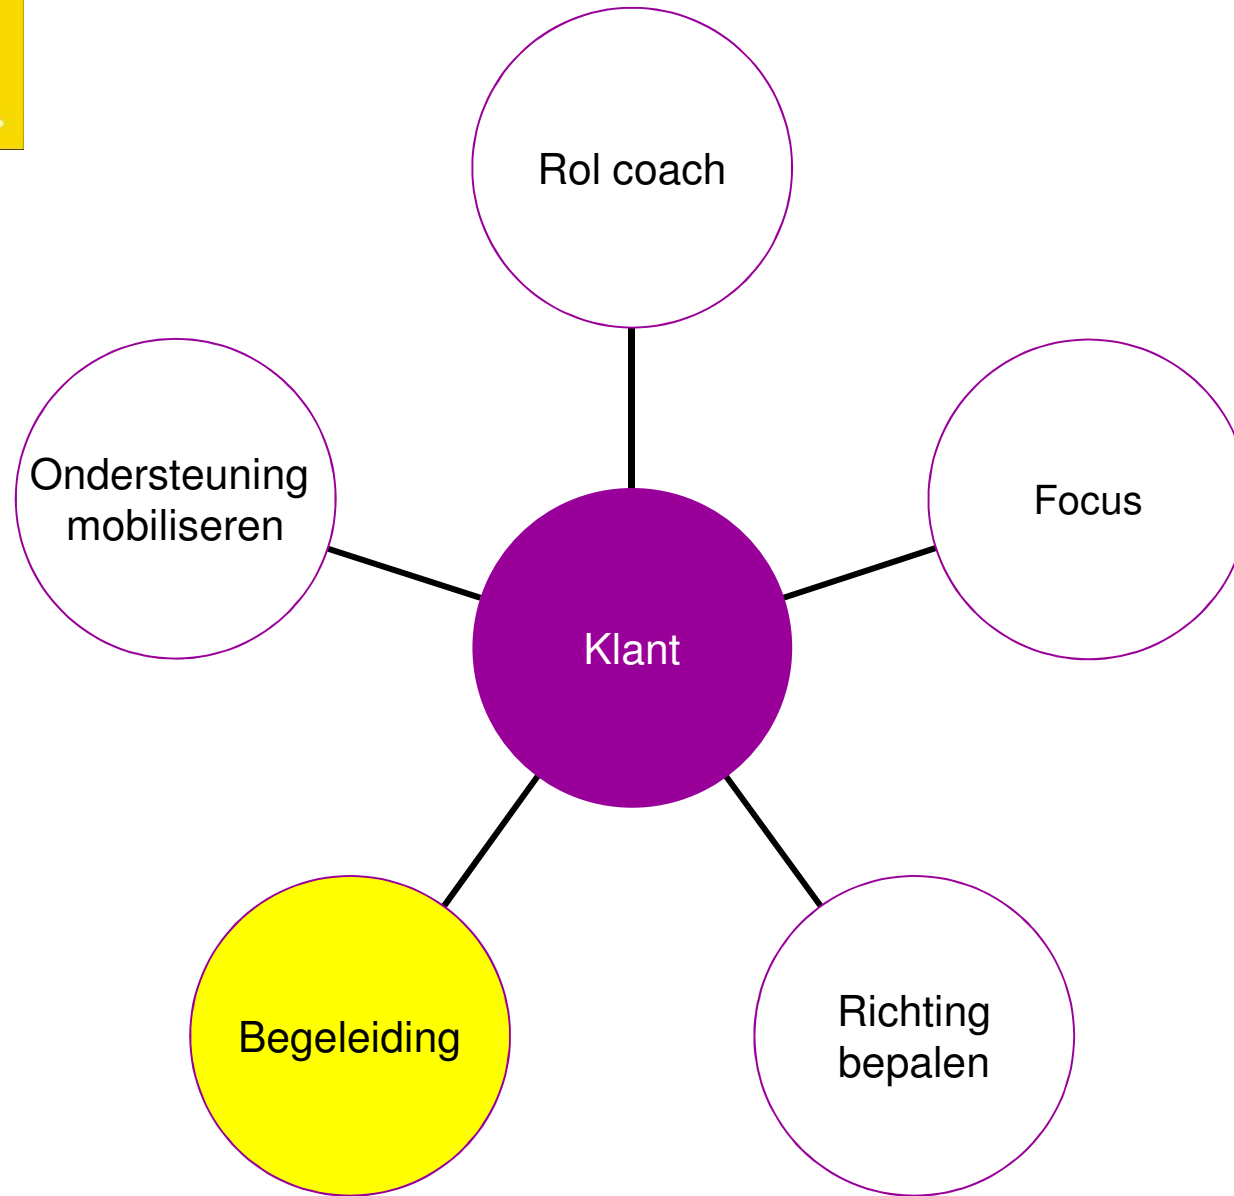 Rol coach
Ondersteuning
mobiliseren
Focus
Klant
Begeleiding
Richting
bepalen